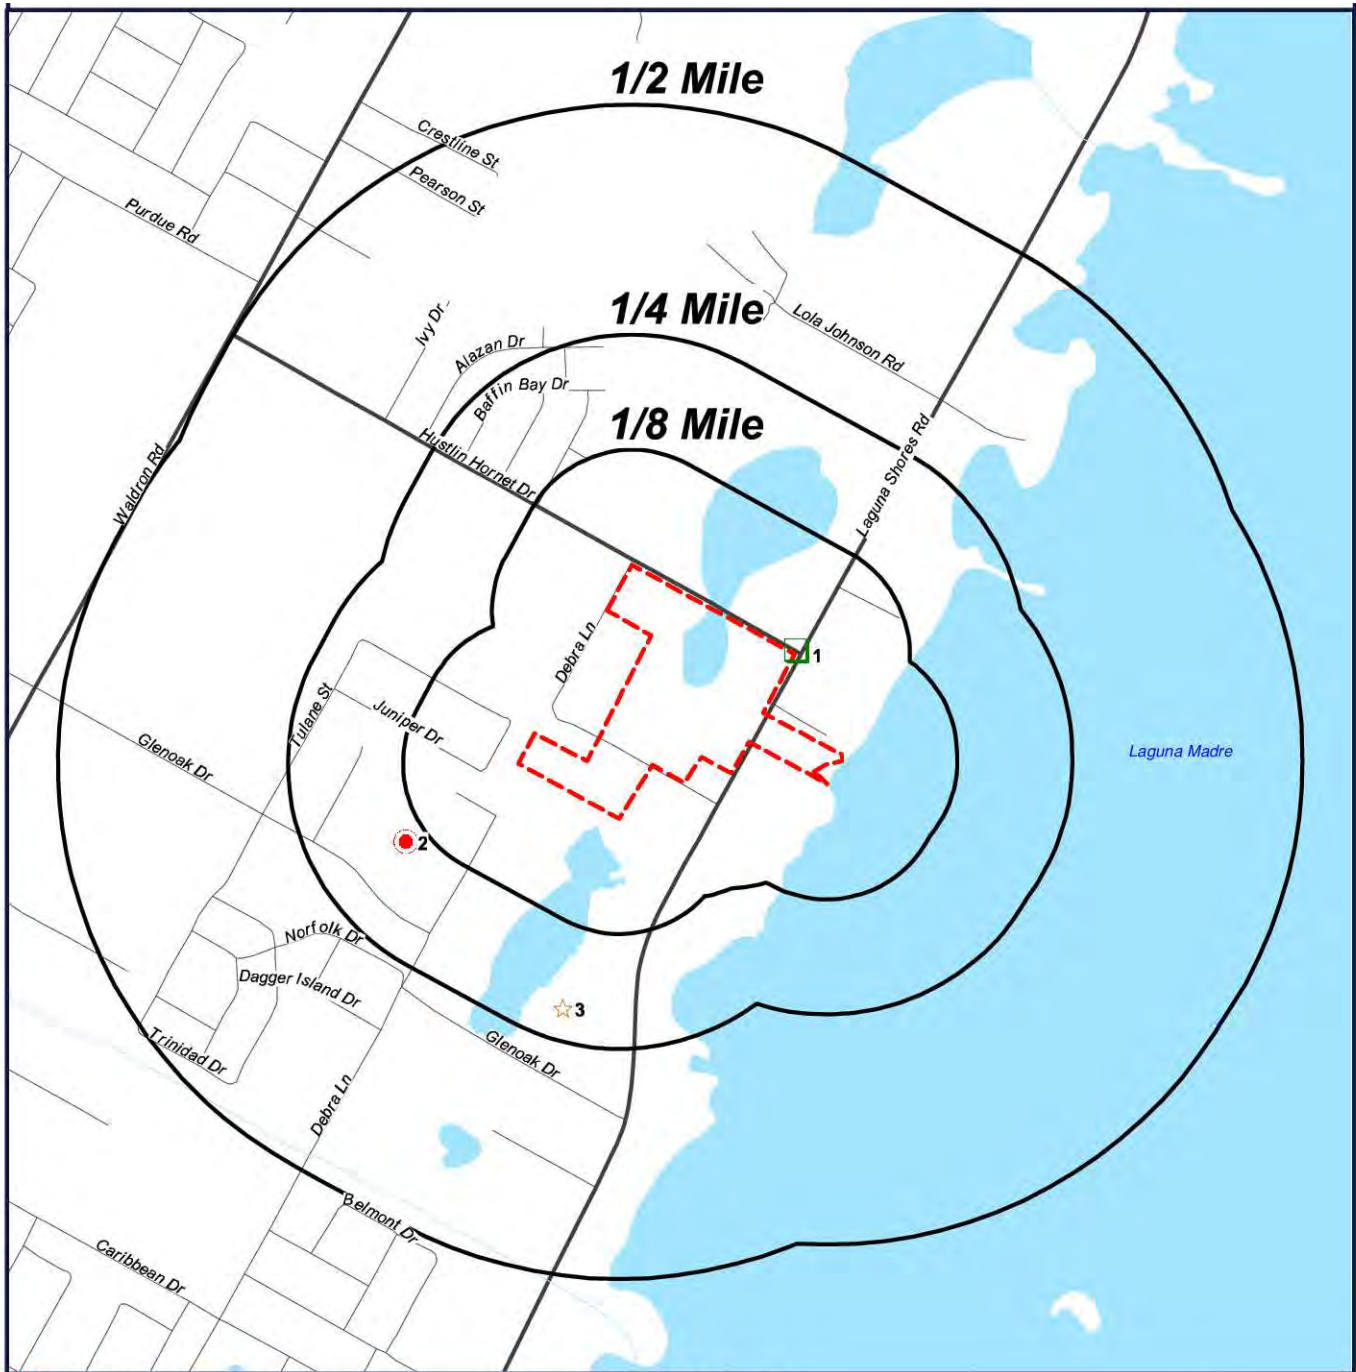 1/2 Mile
Crestline St
Pearson St
Purdue Rd
1/4 Mile
Ivy Dr
Lola Johnson Rd
Alazan Dr
Baffin Bay Dr
1/8 Mile
Hustlin Hornet Dr
Laguna Shores Rd
Waldron Rd
Debra Ln
1
Tulane St
Juniper Dr
Glenoak Dr
Laguna Madre
2
Norfolk Dr
Dagger Island Dr
3
Trinidad Dr
Glenoak Dr
Debra Ln
Belmont Dr
Caribbean Dr